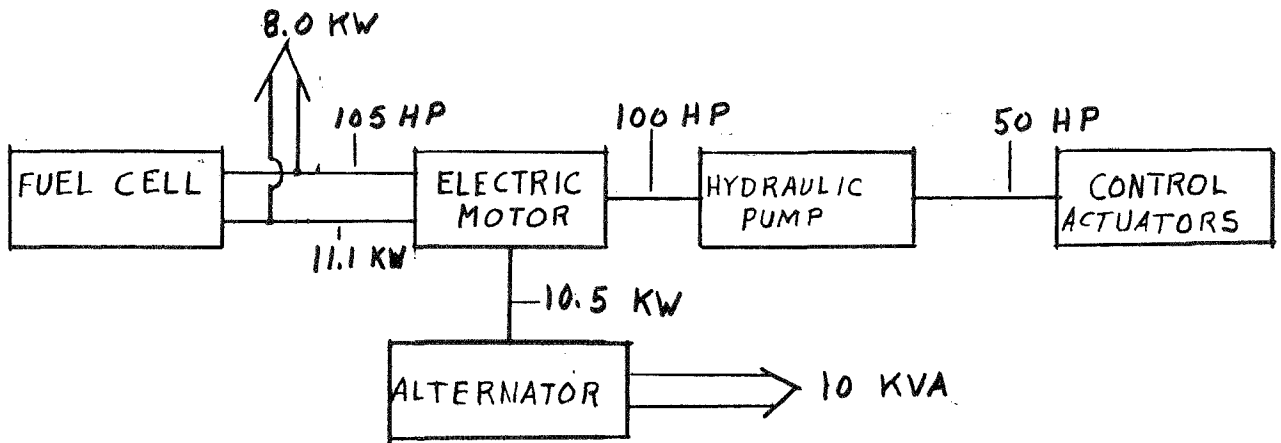 8.0 KW
105 HP
100 HP
50 HP
FUEL CELL
ELECTRIC
MOTOR
HYDRAULIC
PUMP
CONTROL
ACTUATORS
11.1 KW
10.5 KW
ALTERNATOR
10 KVA